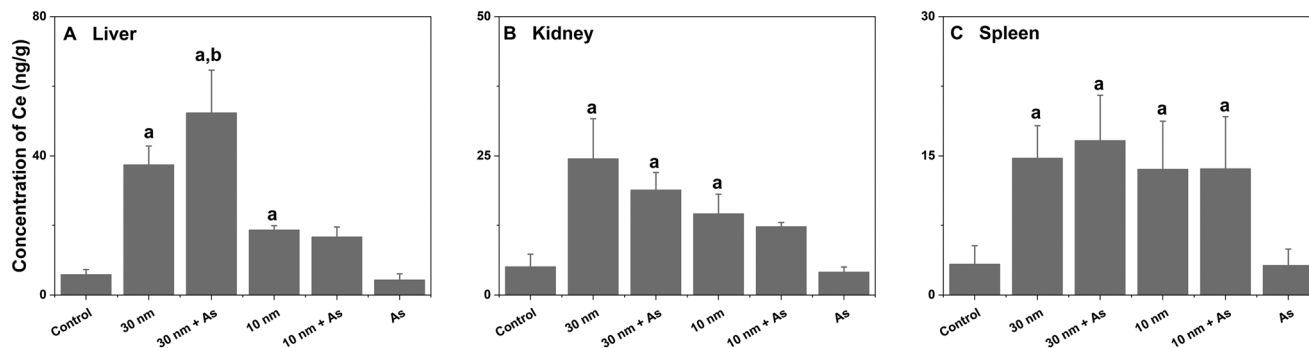 Concentration of Ce (ng/g)
A Liver
80
40
0
a
a,b
a
Control
30 nm
30 nm + As
10 nm
10 nm + As
As
B Kidney
50
25
0
a
a
a
Control
30 nm
30 nm + As
10 nm
10 nm + As
As
C Spleen
30
15
0
a
a
a
a
Control
30 nm
30 nm + As
10 nm
10 nm + As
As